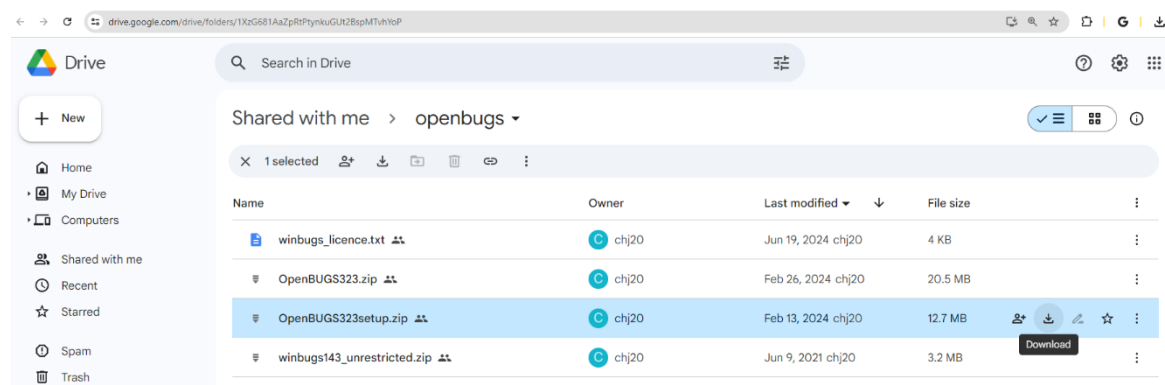 drive.google.com/drive/folders/1XzG681AaZpRtPtynkuGUt2BspMTvhYoP
G
Drive
Search in Drive
New
Shared with me > openbugs
1 selected
Home
My Drive
Computers
Shared with me
Recent
Starred
Spam
Trash
Name Owner Last modified File size
winbugs_licence.txt C chj20 Jun 19, 2024 chj20 4 KB
OpenBUGS323.zip C chj20 Feb 26, 2024 chj20 20.5 MB
OpenBUGS323setup.zip C chj20 Feb 13, 2024 chj20 12.7 MB
Download
winbugs143_unrestricted.zip C chj20 Jun 9, 2021 chj20 3.2 MB